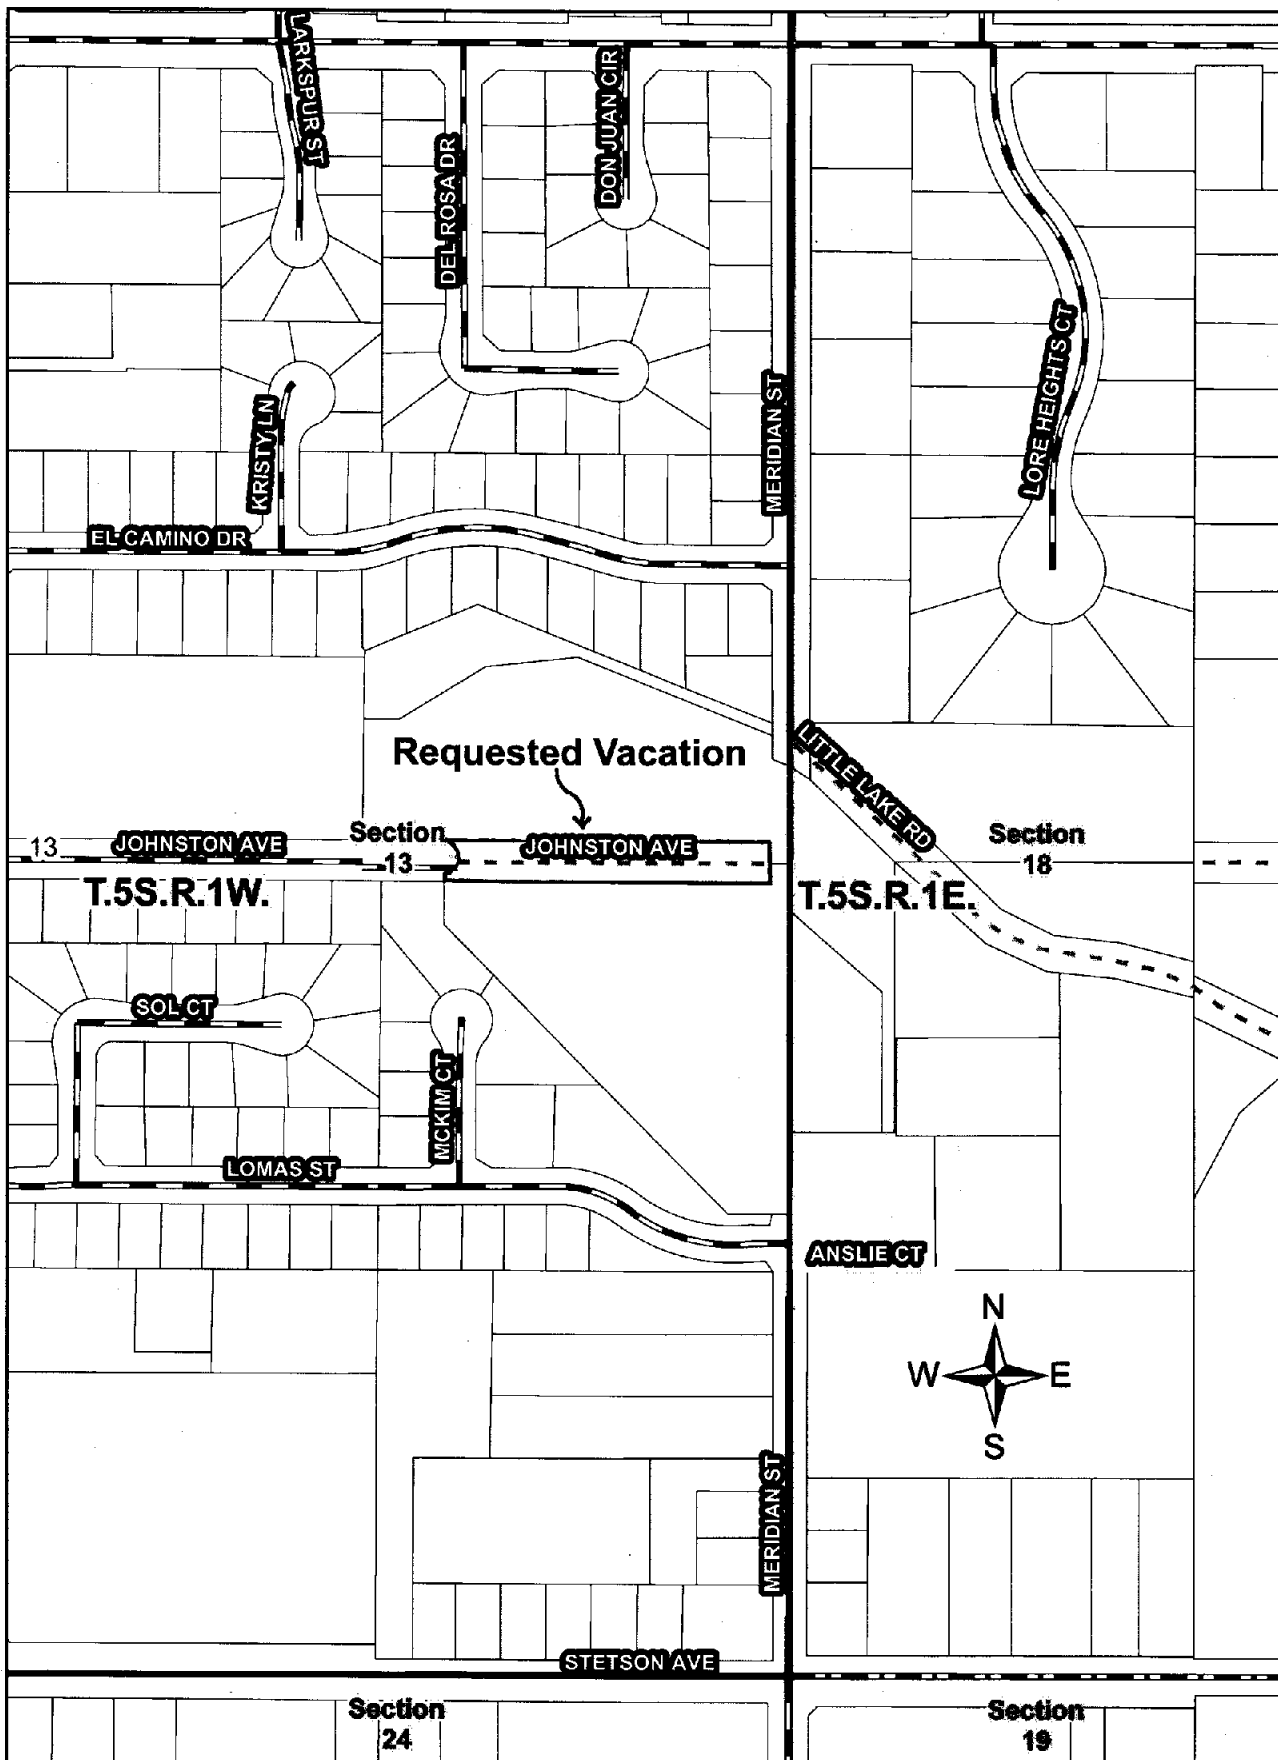 LARKSPUR ST
DEL ROSA DR
DON JUAN CIR
LORE HEIGHTS CT
KRISTY LN
MERIDIAN ST
EL CAMINO DR
Requested Vacation
LITTLE LAKE RD
13
JOHNSTON AVE
Section
13
JOHNSTON AVE
Section
18
T.5S.R.1W.
T.5S.R.1E.
SOL CT
MCKIM CT
LOMAS ST
ANSLIE CT
N
W
E
S
MERIDIAN ST
STETSON AVE
Section
24
Section
19